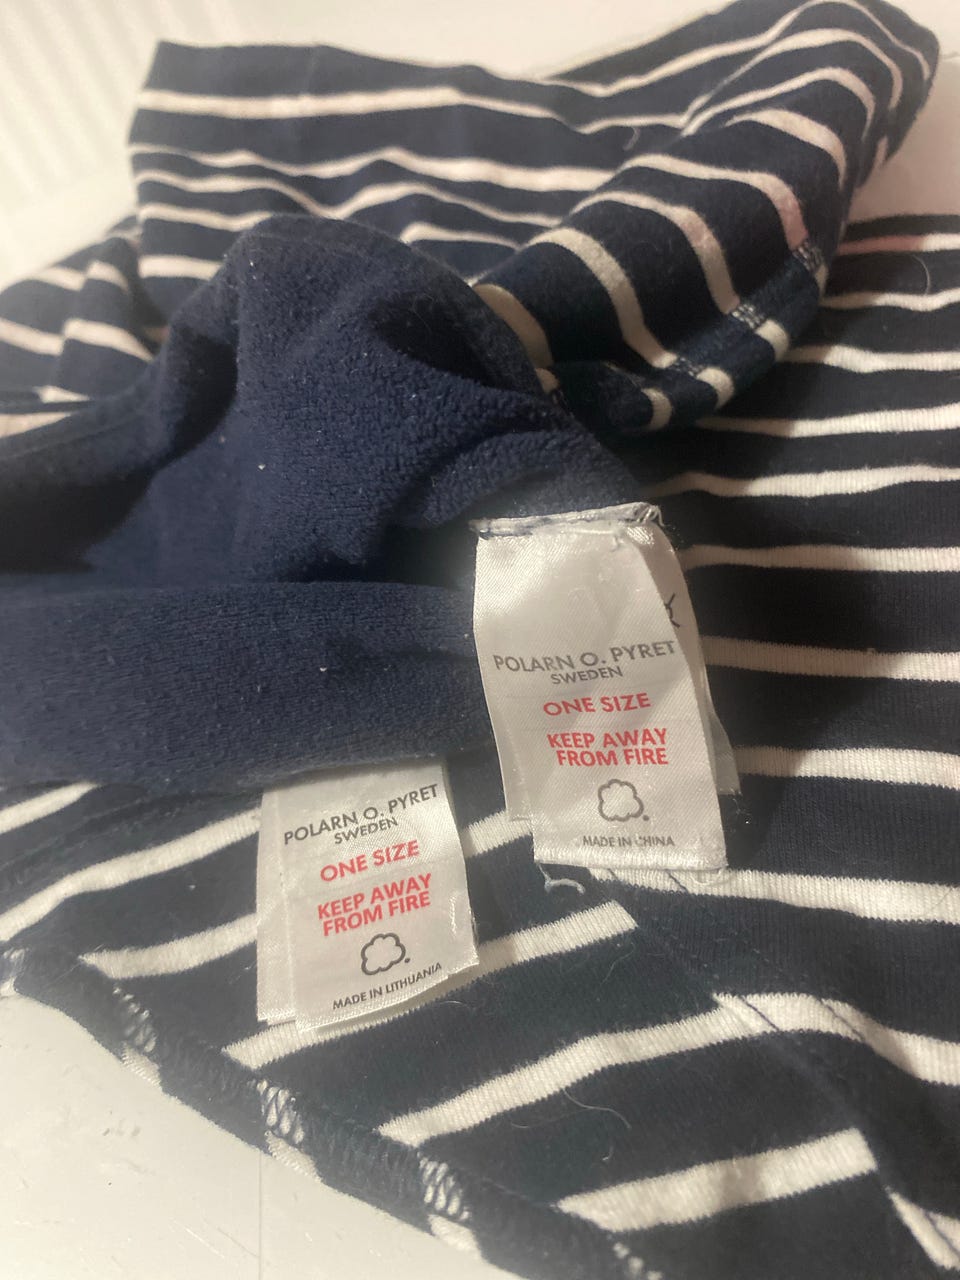 POLARN O. PYRET
SWEDEN
ONE SIZE
KEEP AWAY
FROM FIRE
MADE IN CHINA
POLARN O. PYRET
SWEDEN
ONE SIZE
KEEP AWAY
FROM FIRE
MADE IN LITHUANIA